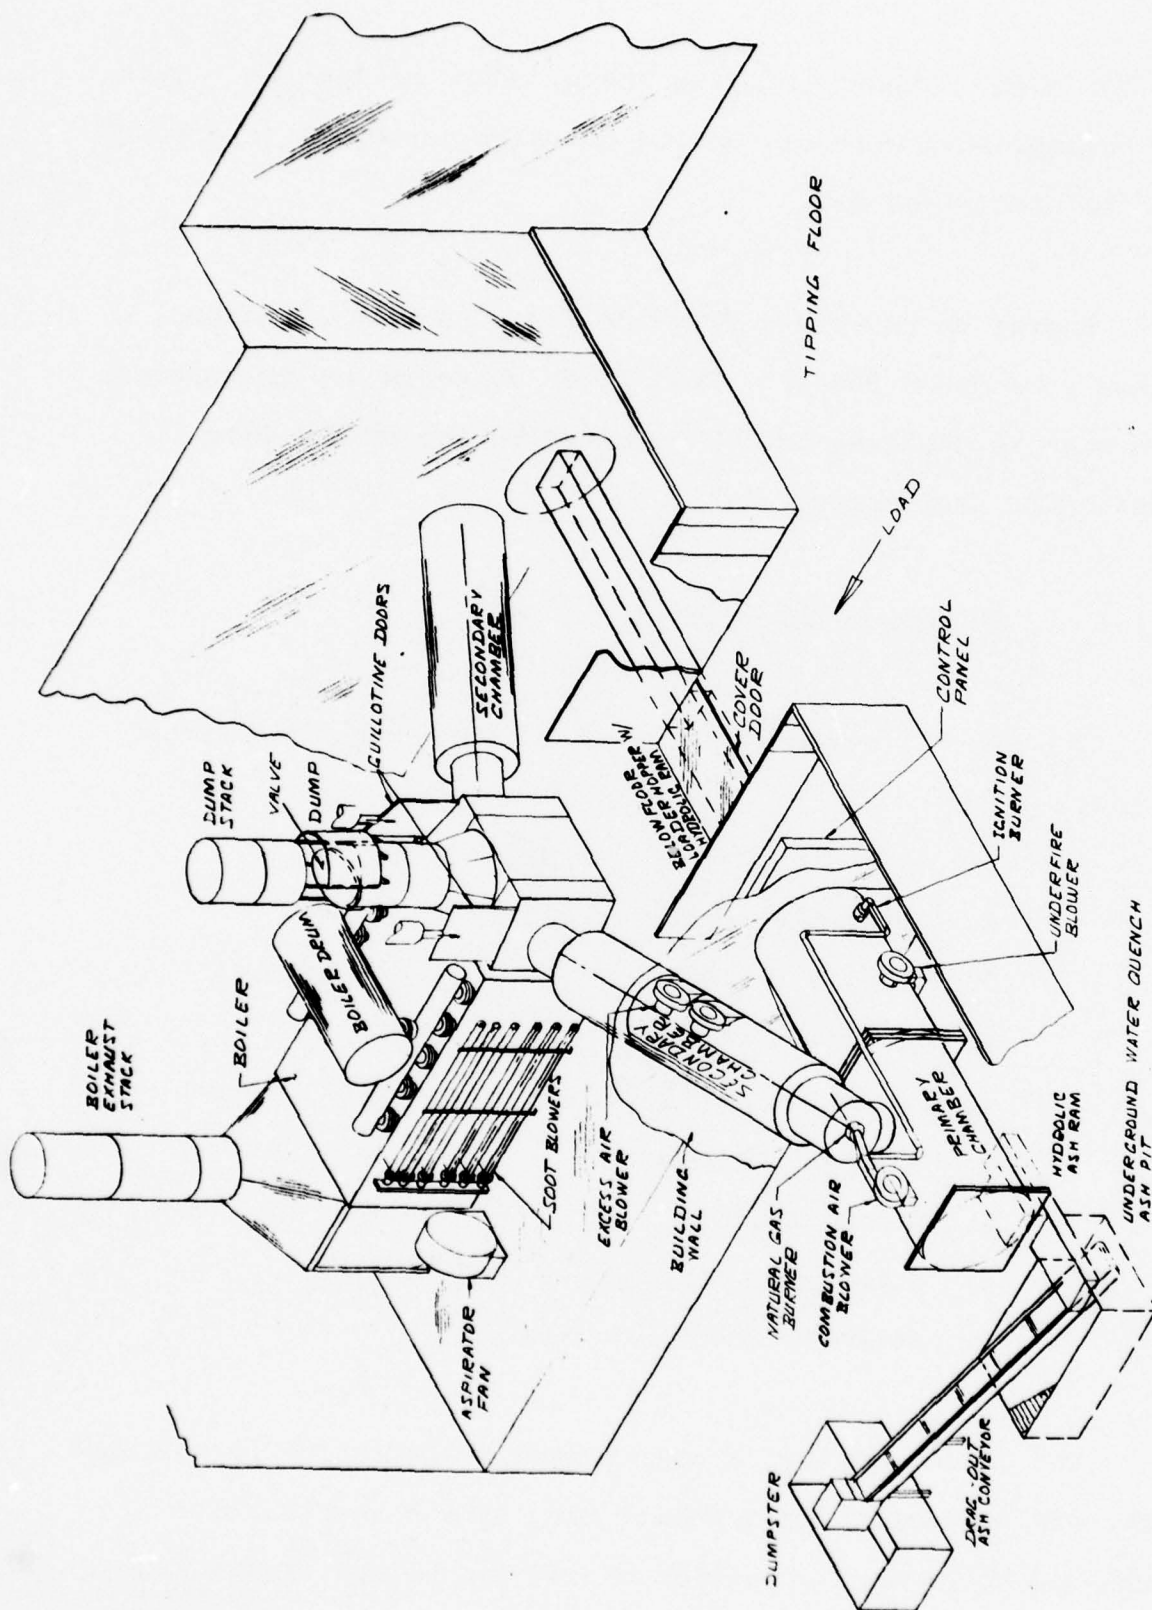 BOILER
EXHAUST
STACK
BOILER
DUMP
STACK
VALVE
DUMP
GUILLOTINE DOORS
BOILER DRUM
SECONDARY
CHAMBER
ASPIRATOR
FAN
SOOT BLOWERS
EXCESS AIR
BLOWER
BUILDING
WALL
SECONDARY
CHAMBER
BELOW FLOOR
BELOW HOPPER W/
LOADER RAM
HYDROLIC
COVER
DOOR
TIPPING FLOOR
LOAD
CONTROL
PANEL
IGNITION
BURNER
UNDERFIRE
BLOWER
NATURAL GAS
BURNER
COMBUSTION AIR
BLOWER
PRIMARY
CHAMBER
HYDROLIC
ASH RAM
UNDERGROUND WATER QUENCH
ASH PIT
DUMPSTER
DRAG-OUT
ASH CONVEYOR